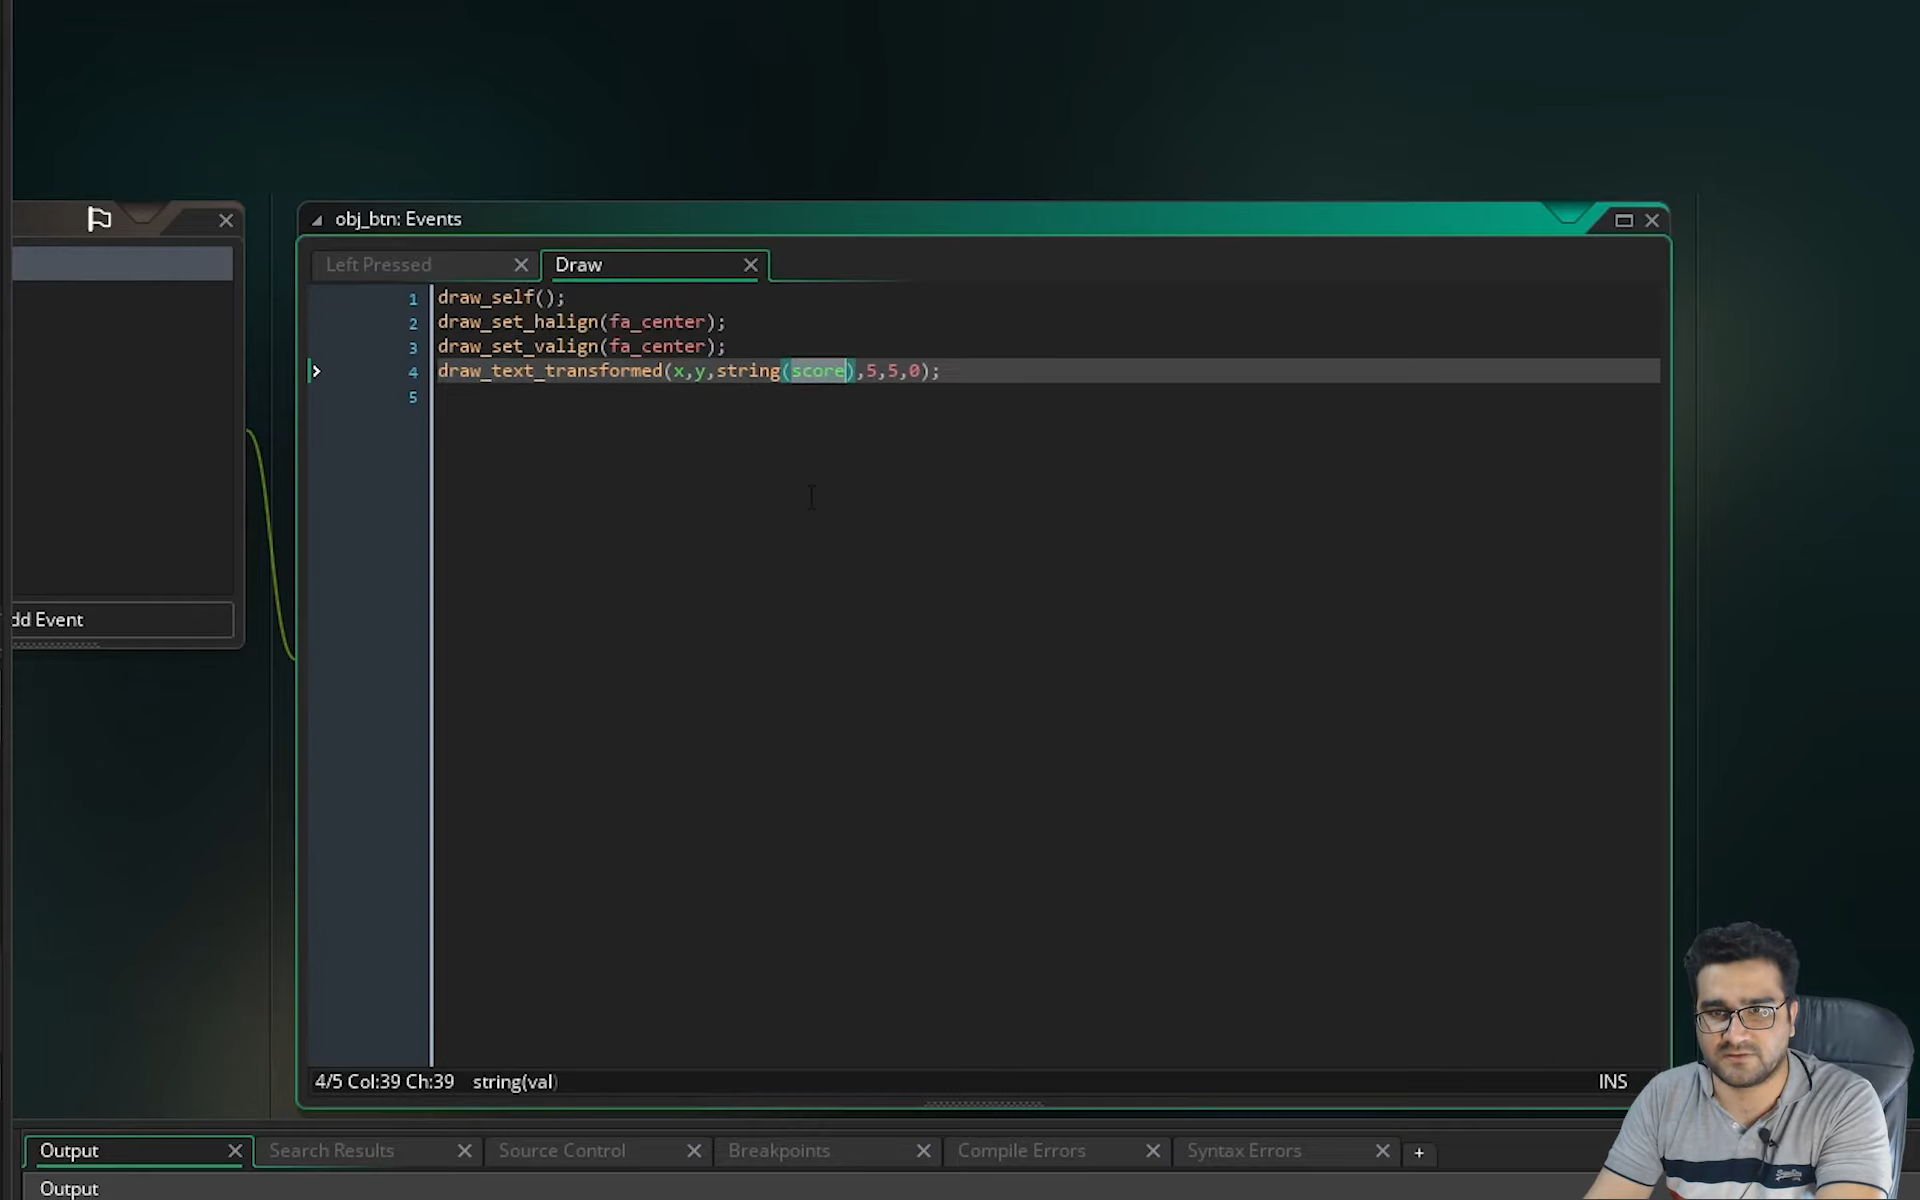 obj_btn: Events
Left Pressed
Draw
1 draw_self();
2 draw_set_halign(fa_center);
3 draw_set_valign(fa_center);
4 draw_text_transformed(x,y,string(score),5,5,0);
5
dd Event
4/5 Col:39 Ch:39 string(val)
INS
Output
Search Results
Source Control
Breakpoints
Compile Errors
Syntax Errors
+
Output